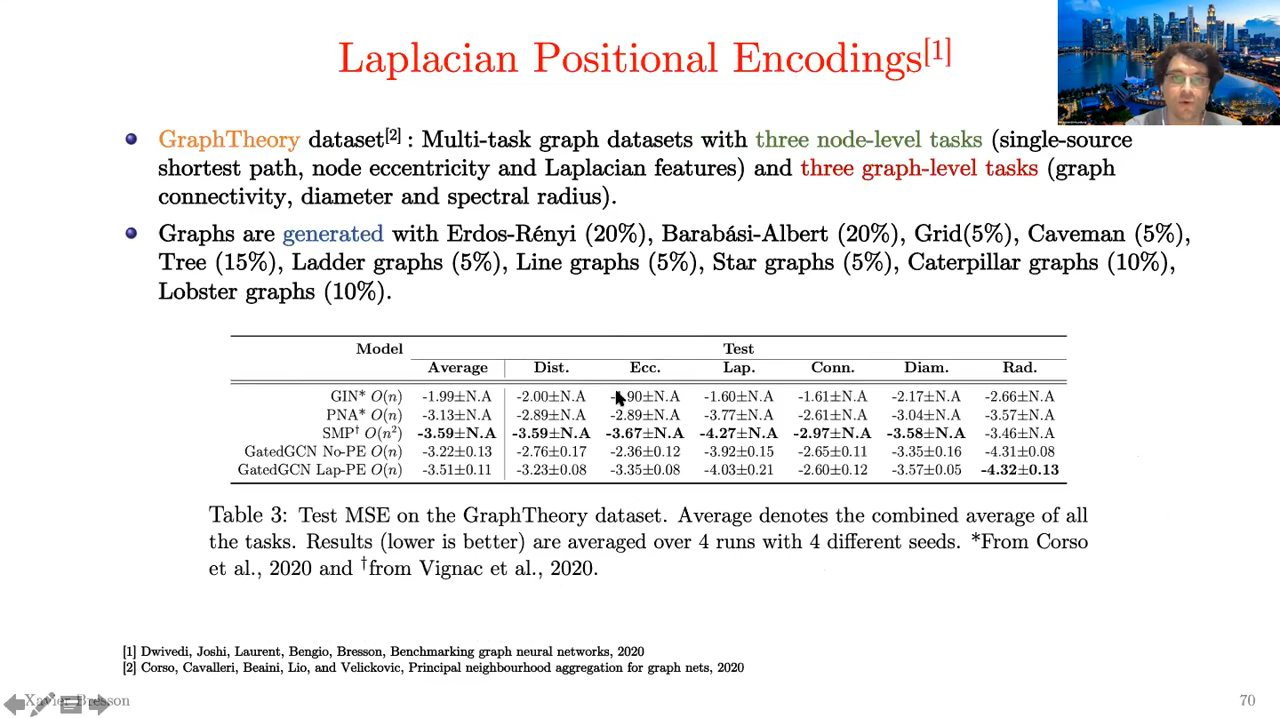 Laplacian Positional Encodings[1]
GraphTheory dataset[2] : Multi-task graph datasets with three node-level tasks (single-source
shortest path, node eccentricity and Laplacian features) and three graph-level tasks (graph
connectivity, diameter and spectral radius).
Graphs are generated with Erdos-Rényi (20%), Barabási-Albert (20%), Grid(5%), Caveman (5%),
Tree (15%), Ladder graphs (5%), Line graphs (5%), Star graphs (5%), Caterpillar graphs (10%),
Lobster graphs (10%).
Model Test
Average Dist. Ecc. Lap. Conn. Diam. Rad.
GIN* O(n) -1.99±N.A -2.00±N.A .90±N.A -1.60±N.A -1.61±N.A -2.17±N.A -2.66±N.A
PNA* O(n) -3.13±N.A -2.89±N.A -2.89±N.A -3.77±N.A -2.61±N.A -3.04±N.A -3.57±N.A
SMP† O(n²) -3.59±N.A -3.59±N.A -3.67±N.A -4.27±N.A -2.97±N.A -3.58±N.A -3.46±N.A
GatedGCN No-PE O(n) -3.22±0.13 -2.76±0.17 -2.36±0.12 -3.92±0.15 -2.65±0.11 -3.35±0.16 -4.31±0.08
GatedGCN Lap-PE O(n) -3.51±0.11 -3.23±0.08 -3.35±0.08 -4.03±0.21 -2.60±0.12 -3.57±0.05 -4.32±0.13
Table 3: Test MSE on the GraphTheory dataset. Average denotes the combined average of all
the tasks. Results (lower is better) are averaged over 4 runs with 4 different seeds. *From Corso
et al., 2020 and †from Vignac et al., 2020.
[1] Dwivedi, Joshi, Laurent, Bengio, Bresson, Benchmarking graph neural networks, 2020
[2] Corso, Cavalleri, Beaini, Lio, and Velickovic, Principal neighbourhood aggregation for graph nets, 2020
Xavier Bresson 70